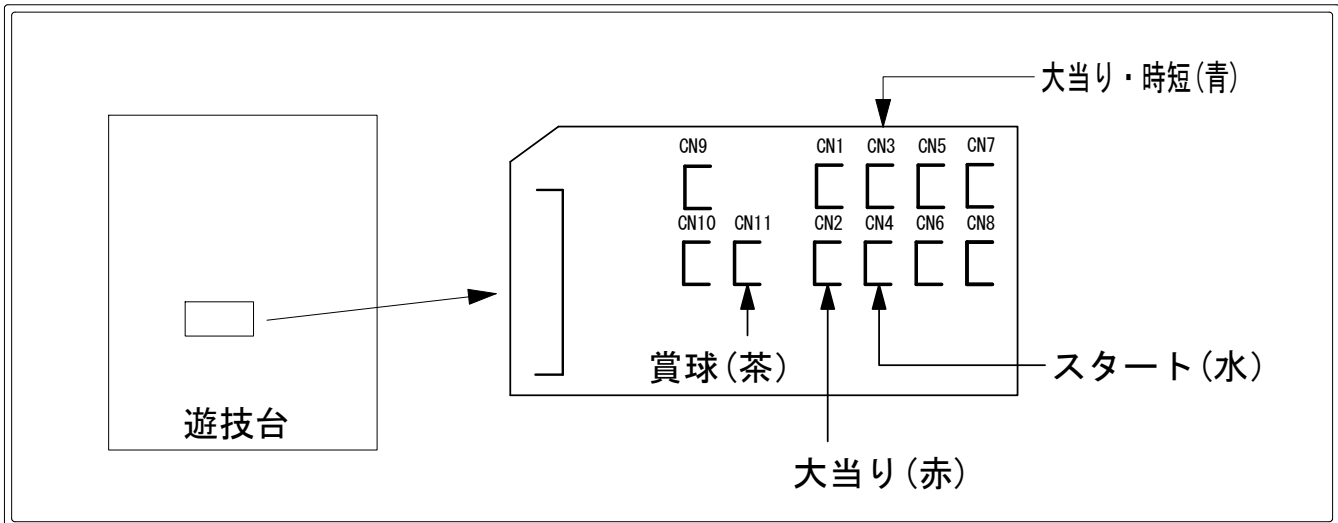 大当り・時短(青)
CN9
CN1
CN3
CN5
CN7
CN10
CN11
CN2
CN4
CN6
CN8
賞球(茶)
スタート(水)
遊技台
大当り(赤)